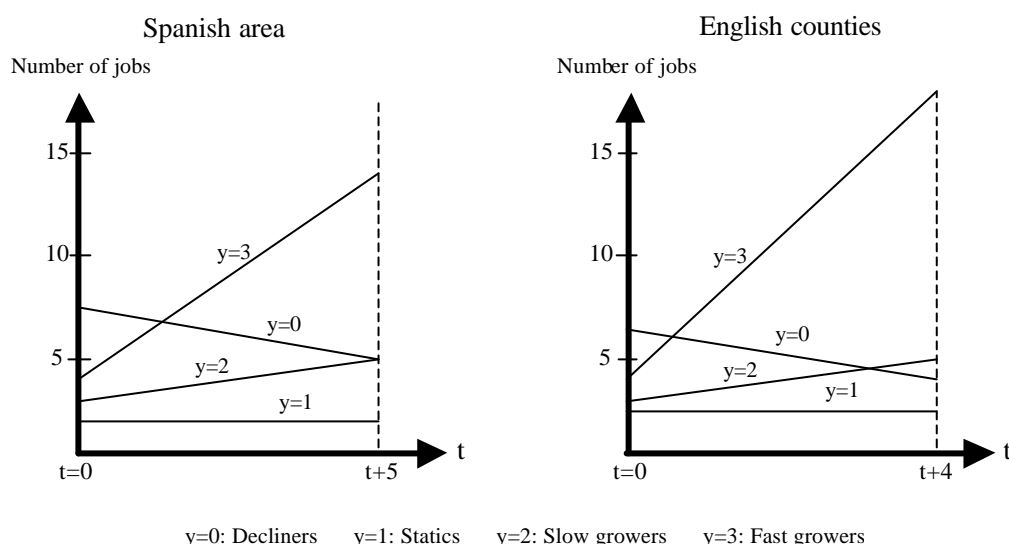 Spanish area
Number of jobs
15
10
5
y=3
y=0
y=2
y=1
t
t=0
t+5
English counties
Number of jobs
15
10
5
y=3
y=0
y=2
y=1
t
t=0
t+4
y=0: Decliners y=1: Statics y=2: Slow growers y=3: Fast growers